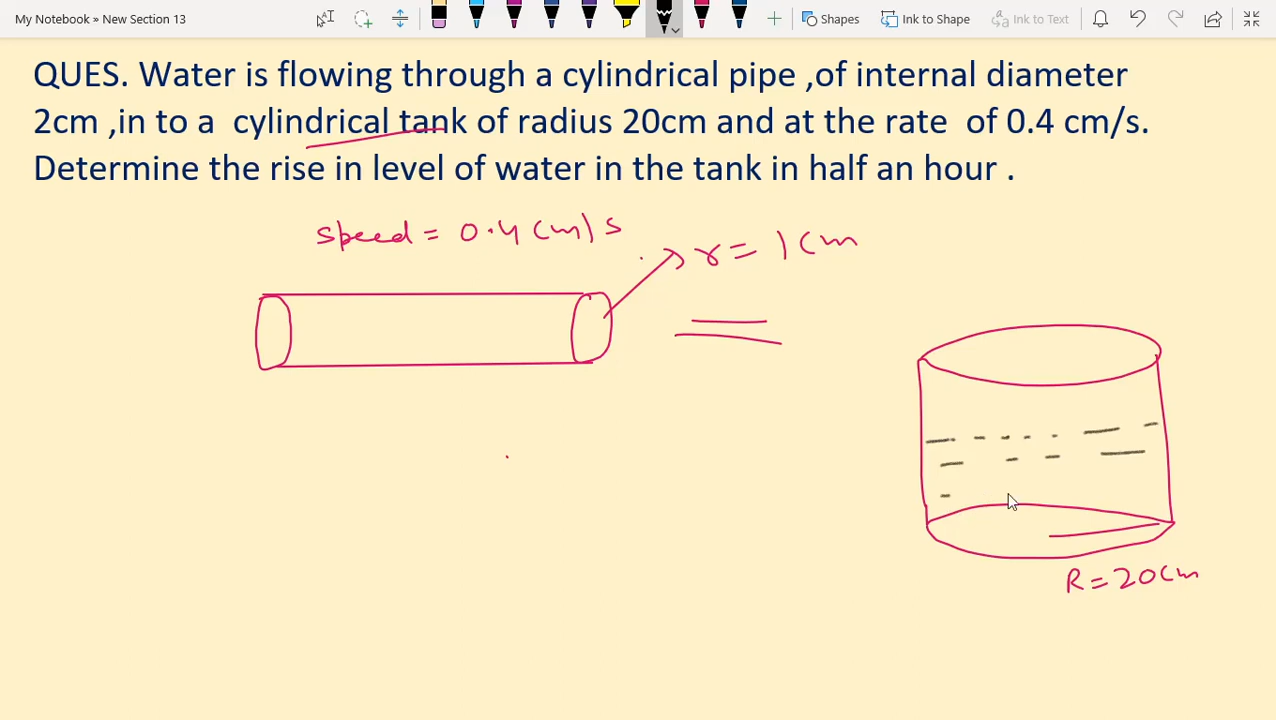 My Notebook » New Section 13
Shapes
Ink to Shape
Ink to Text
QUES. Water is flowing through a cylindrical pipe ,of internal diameter
2cm ,in to a cylindrical tank of radius 20cm and at the rate of 0.4 cm/s.
Determine the rise in level of water in the tank in half an hour .
speed = 0.4 cm/s
r = 1cm
R = 20cm